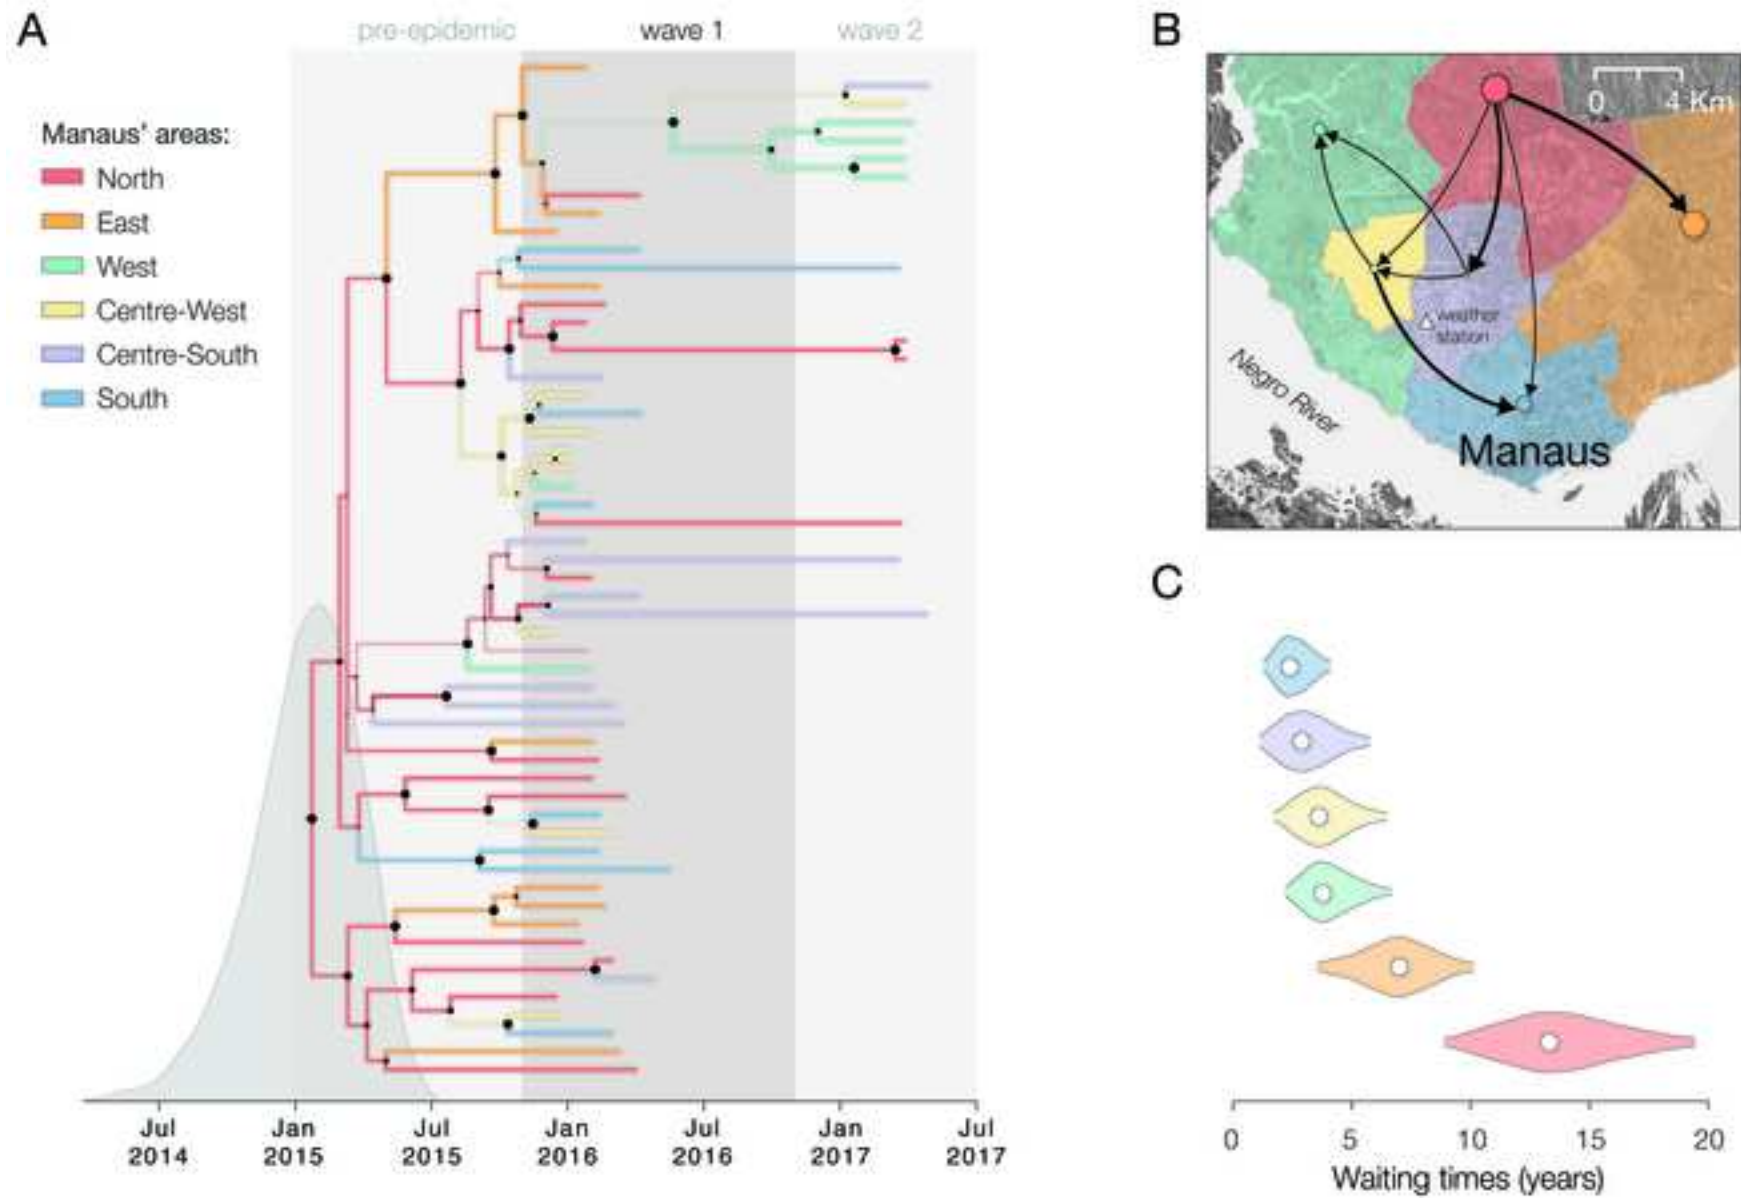 A
pre-epidemic
wave 1
wave 2
Manaus' areas:
North
East
West
Centre-West
Centre-South
South
Jul
2014
Jan
2015
Jul
2015
Jan
2016
Jul
2016
Jan
2017
Jul
2017
B
0 4 Km
weather
station
Negro River
Manaus
C
0 5 10 15 20
Waiting times (years)